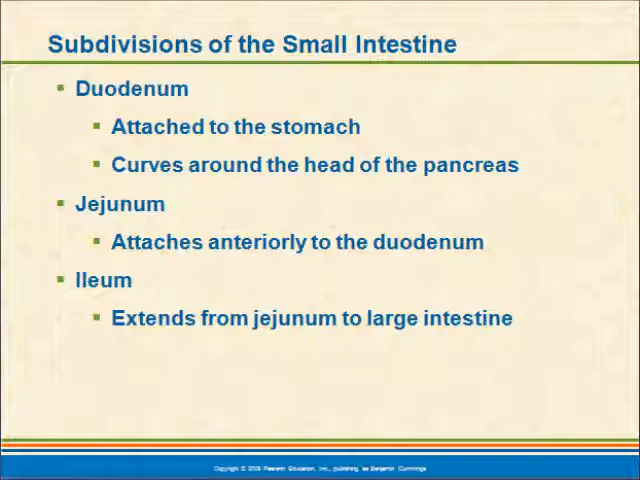 Subdivisions of the Small Intestine
▪ Duodenum
▪ Attached to the stomach
▪ Curves around the head of the pancreas
▪ Jejunum
▪ Attaches anteriorly to the duodenum
▪ Ileum
▪ Extends from jejunum to large intestine
Copyright © 2009 Pearson Education, Inc., publishing as Benjamin Cummings